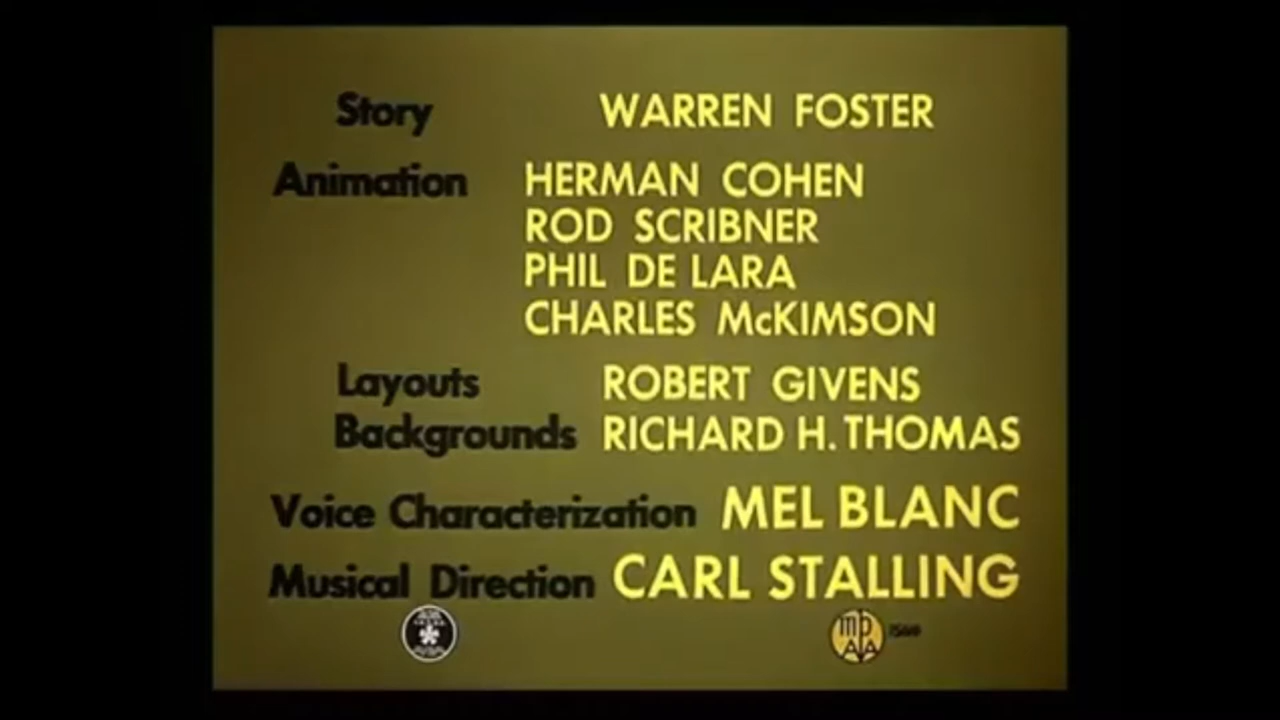 Story WARREN FOSTER
Animation HERMAN COHEN
ROD SCRIBNER
PHIL DE LARA
CHARLES McKIMSON
Layouts ROBERT GIVENS
Backgrounds RICHARD H. THOMAS
Voice Characterization MEL BLANC
Musical Direction CARL STALLING
MPAA